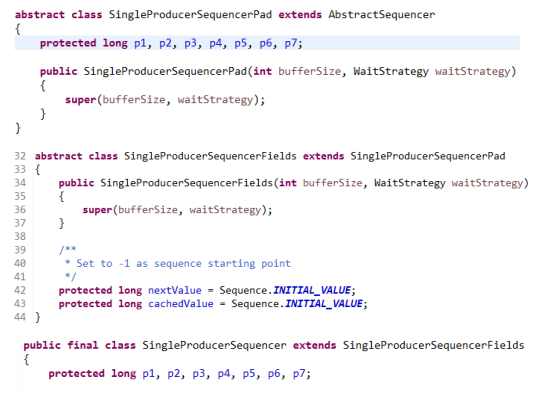 abstract class SingleProducerSequencerPad extends AbstractSequencer
{
    protected long p1, p2, p3, p4, p5, p6, p7;

    public SingleProducerSequencerPad(int bufferSize, WaitStrategy waitStrategy)
    {
        super(bufferSize, waitStrategy);
    }
}
32 abstract class SingleProducerSequencerFields extends SingleProducerSequencerPad
33 {
34     public SingleProducerSequencerFields(int bufferSize, WaitStrategy waitStrategy)
35     {
36         super(bufferSize, waitStrategy);
37     }
38
39     /**
40      * Set to -1 as sequence starting point
41      */
42     protected long nextValue = Sequence.INITIAL_VALUE;
43     protected long cachedValue = Sequence.INITIAL_VALUE;
44 }
public final class SingleProducerSequencer extends SingleProducerSequencerFields
{
    protected long p1, p2, p3, p4, p5, p6, p7;